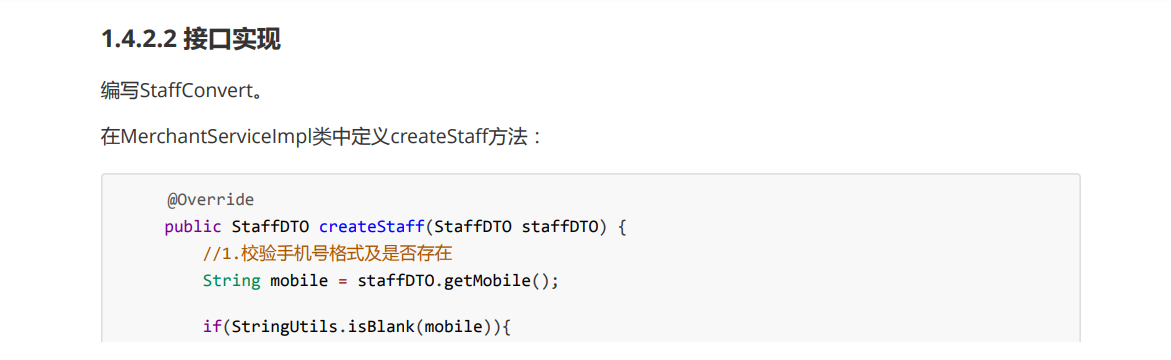 1.4.2.2 接口实现
编写StaffConvert。
在MerchantServiceImpl类中定义createStaff方法：
@Override
public StaffDTO createStaff(StaffDTO staffDTO) {
//1.校验手机号格式及是否存在
String mobile = staffDTO.getMobile();
if(StringUtils.isBlank(mobile)){